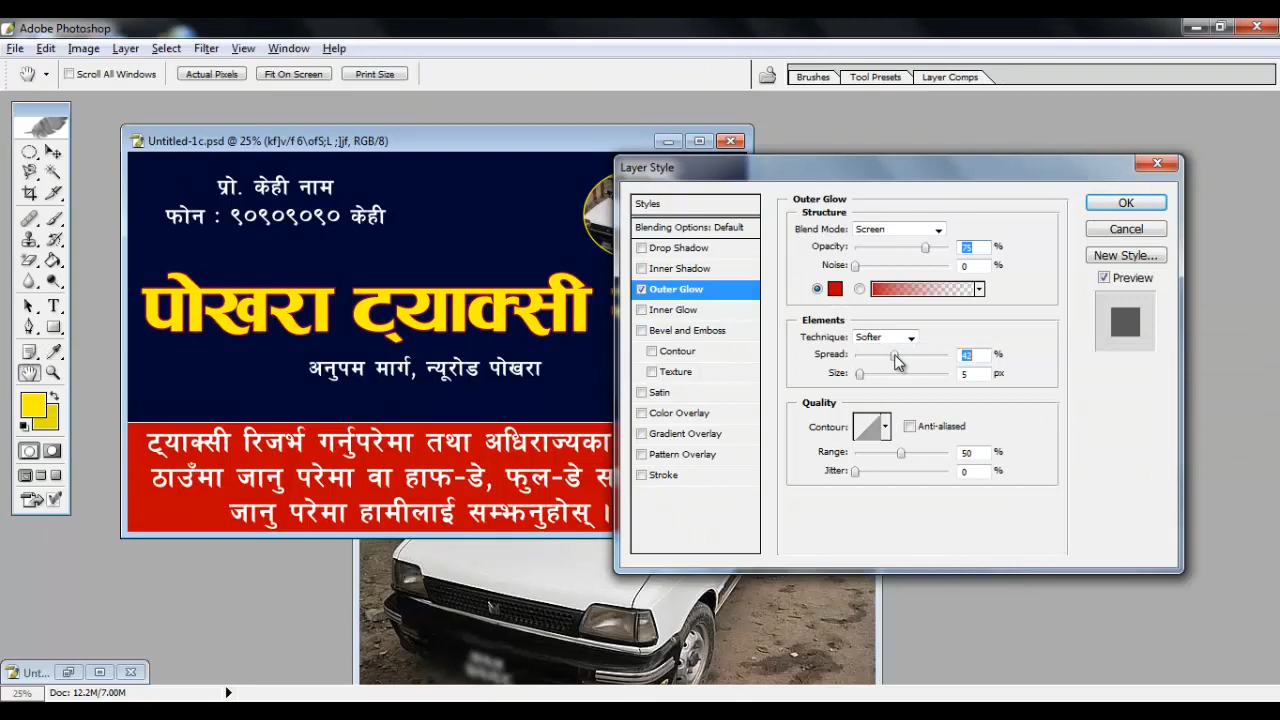 Adobe Photoshop
File Edit Image Layer Select Filter View Window Help
Scroll All Windows Actual Pixels Fit On Screen Print Size Brushes Tool Presets Layer Comps
Untitled-1c.psd @ 25% (kf]v/f 6\ofS;L ;]jf, RGB/8)
प्रो. केही नाम
फोन : ९०९०९०९० केही
पोखरा ट्याक्सी
अनुपम मार्ग, न्यूरोड पोखरा
ट्याक्सी रिजर्भ गर्नुपरेमा तथा अधिराज्यका
ठाउँमा जानु परेमा वा हाफ-डे, फुल-डे स
जानु परेमा हामीलाई सम्झनुहोस् ।
Layer Style
Styles
Blending Options: Default
Drop Shadow
Inner Shadow
Outer Glow
Inner Glow
Bevel and Emboss
Contour
Texture
Satin
Color Overlay
Gradient Overlay
Pattern Overlay
Stroke
Outer Glow
Structure
Blend Mode: Screen
Opacity: 75 %
Noise: 0 %
Elements
Technique: Softer
Spread: 42 %
Size: 5 px
Quality
Contour: Anti-aliased
Range: 50 %
Jitter: 0 %
OK
Cancel
New Style...
Preview
Unt...
25% Doc: 12.2M/7.00M